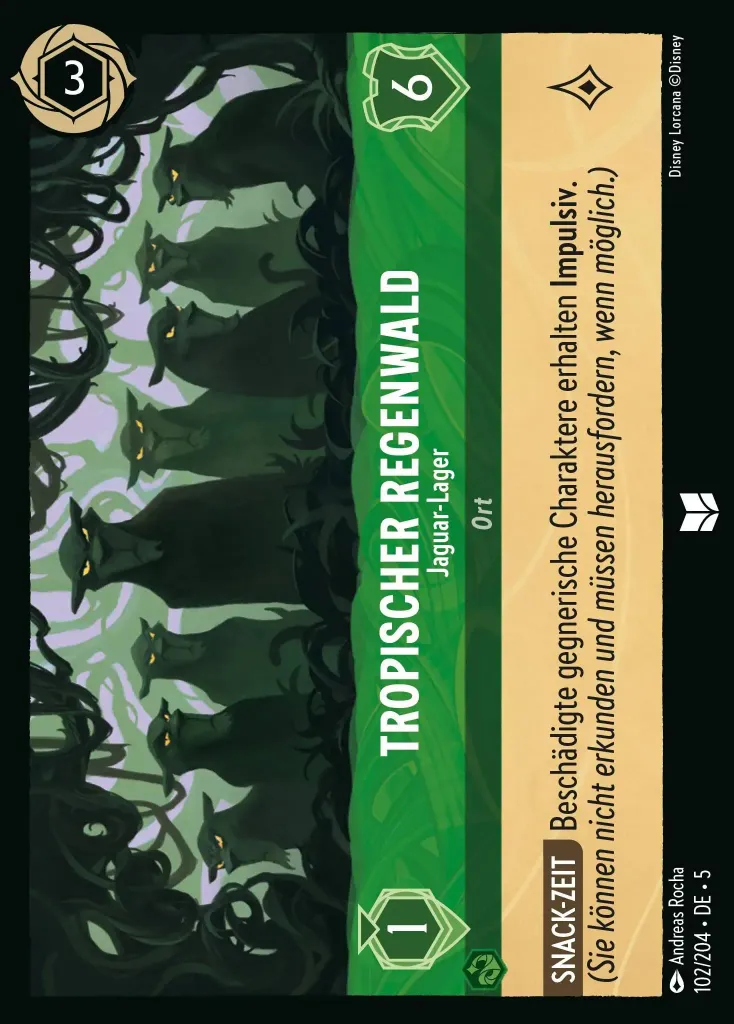 3
1
TROPISCHER REGENWALD
6
Jaguar-Lager
Ort
SNACK-ZEIT Beschädigte gegnerische Charaktere erhalten Impulsiv.
(Sie können nicht erkunden und müssen herausfordern, wenn möglich.)
Andreas Rocha
102/204 • DE • 5
Disney Lorcana ©Disney